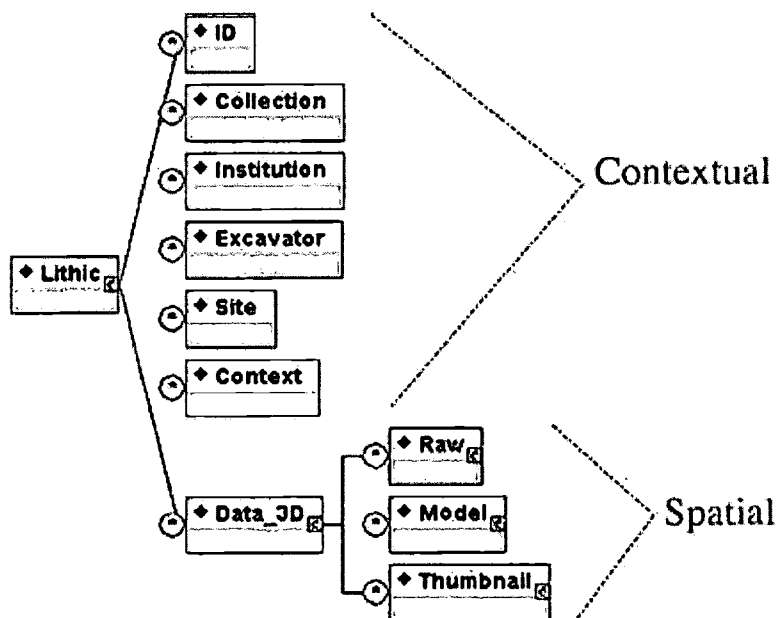 ID
Collection
Institution
Contextual
Excavator
Lithic
Site
Context
Raw
Data_3D
Model
Spatial
Thumbnail